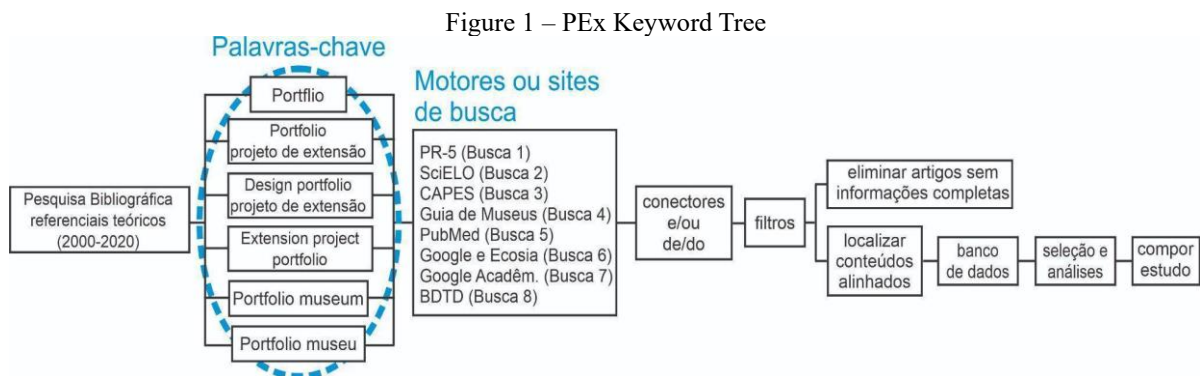 Figure 1 – PEx Keyword Tree
Palavras-chave
Pesquisa Bibliográfica
referenciais teóricos
(2000-2020)
Portflio
Portfolio
projeto de extensão
Design portfolio
projeto de extensão
Extension project
portfolio
Portfolio museum
Portfolio museu
Motores ou sites
de busca
PR-5 (Busca 1)
SciELO (Busca 2)
CAPES (Busca 3)
Guia de Museus (Busca 4)
PubMed (Busca 5)
Google e Ecosia (Busca 6)
Google Acadêm. (Busca 7)
BDTD (Busca 8)
conectores
e/ou
de/do
filtros
eliminar artigos sem
informações completas
localizar
conteúdos
alinhados
banco
de dados
seleção e
análises
compor
estudo